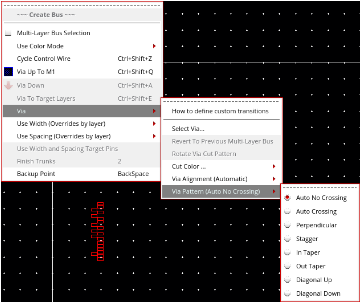 --- Create Bus ---
Multi-Layer Bus Selection
Use Color Mode
Cycle Control Wire Ctrl+Shift+Z
Via Up To M1 Ctrl+Shift+Q
Via Down Ctrl+Shift+A
Via To Target Layers Ctrl+Shift+E
Via
Use Width (Overrides by layer)
Use Spacing (Overrides by layer)
Use Width and Spacing Target Pins
Finish Trunks 2
Backup Point BackSpace
How to define custom transitions
Select Via...
Revert To Previous Multi Layer Bus
Rotate Via Cut Pattern
Cut Color ...
Via Alignment (Automatic)
Via Pattern (Auto No Crossing)
Auto No Crossing
Auto Crossing
Perpendicular
Stagger
In Taper
Out Taper
Diagonal Up
Diagonal Down